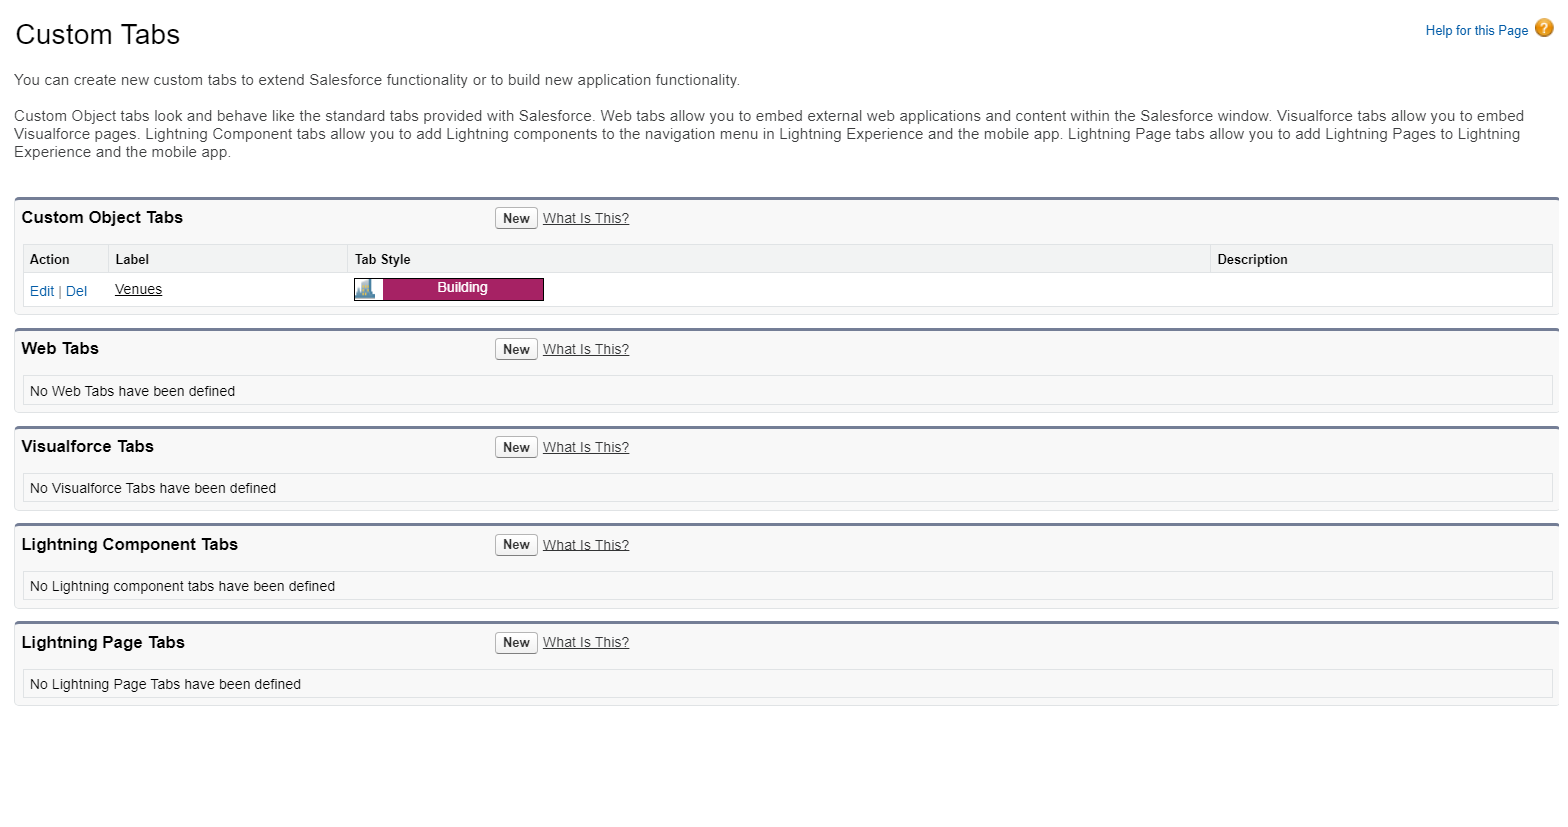 Custom Tabs
Help for this Page ?
You can create new custom tabs to extend Salesforce functionality or to build new application functionality.
Custom Object tabs look and behave like the standard tabs provided with Salesforce. Web tabs allow you to embed external web applications and content within the Salesforce window. Visualforce tabs allow you to embed
Visualforce pages. Lightning Component tabs allow you to add Lightning components to the navigation menu in Lightning Experience and the mobile app. Lightning Page tabs allow you to add Lightning Pages to Lightning
Experience and the mobile app.
Custom Object Tabs New What Is This?
Action Label Tab Style Description
Edit | Del Venues Building
Web Tabs New What Is This?
No Web Tabs have been defined
Visualforce Tabs New What Is This?
No Visualforce Tabs have been defined
Lightning Component Tabs New What Is This?
No Lightning component tabs have been defined
Lightning Page Tabs New What Is This?
No Lightning Page Tabs have been defined